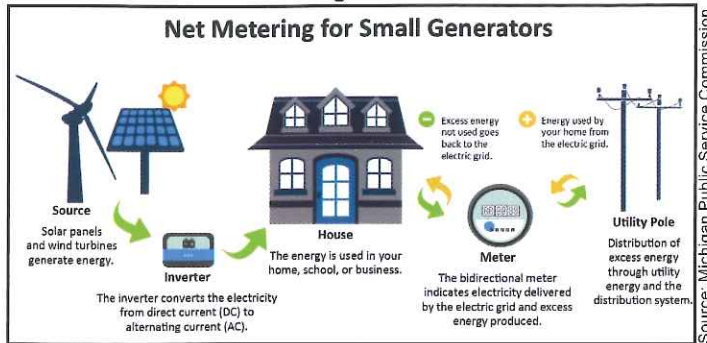 Net Metering for Small Generators
Excess energy
not used goes
back to the
electric grid.
Energy used by
your home from
the electric grid.
Source
Solar panels
and wind turbines
generate energy.
Inverter
The inverter converts the electricity
from direct current (DC) to
alternating current (AC).
House
The energy is used in your
home, school, or business.
Meter
The bidirectional meter
indicates electricity delivered
by the electric grid and excess
energy produced.
Utility Pole
Distribution of
excess energy
through utility
energy and the
distribution system.
Source: Michigan Public Service Commission